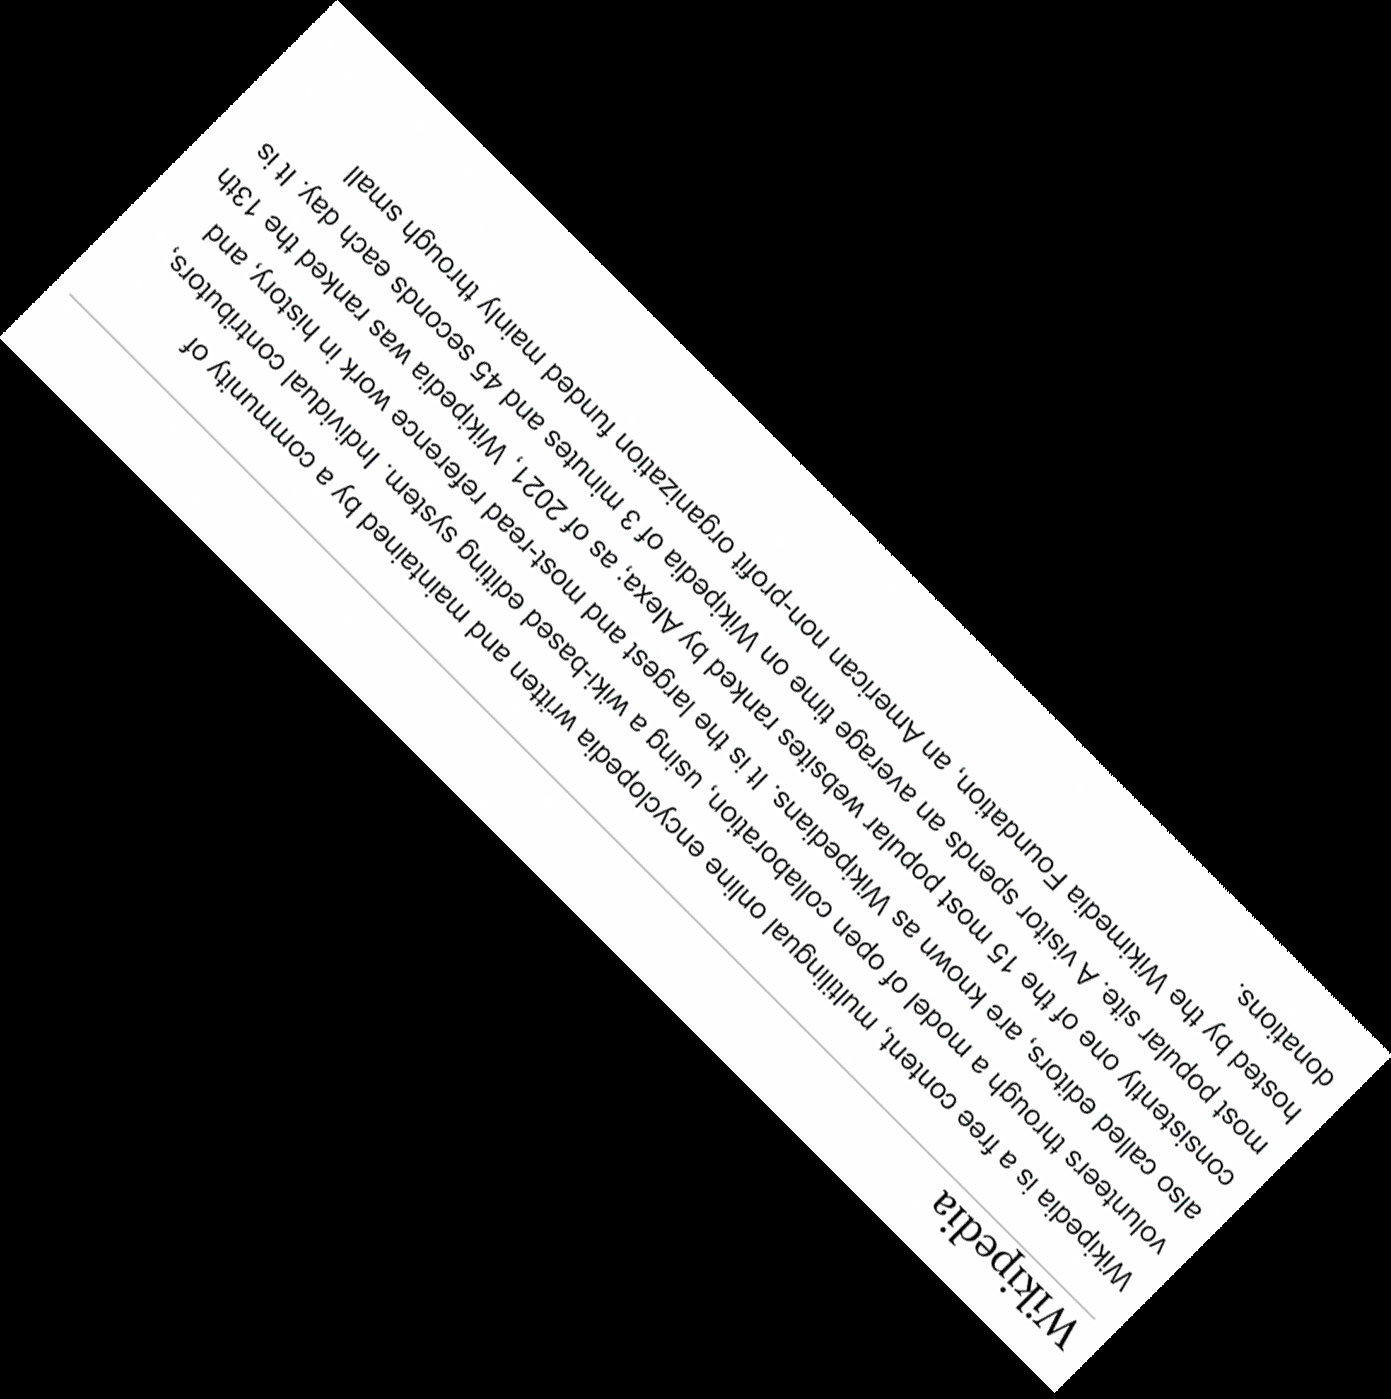 Wikipedia
Wikipedia is a free content, multilingual online encyclopedia written and maintained by a community of
volunteers through a model of open collaboration, using a wiki-based editing system. Individual contributors,
also called editors, are known as Wikipedians. It is the largest and most-read reference work in history, and
consistently one of the 15 most popular websites ranked by Alexa; as of 2021, Wikipedia was ranked the 13th
most popular site. A visitor spends an average time on Wikipedia of 3 minutes and 45 seconds each day. It is
hosted by the Wikimedia Foundation, an American non-profit organization funded mainly through small
donations.